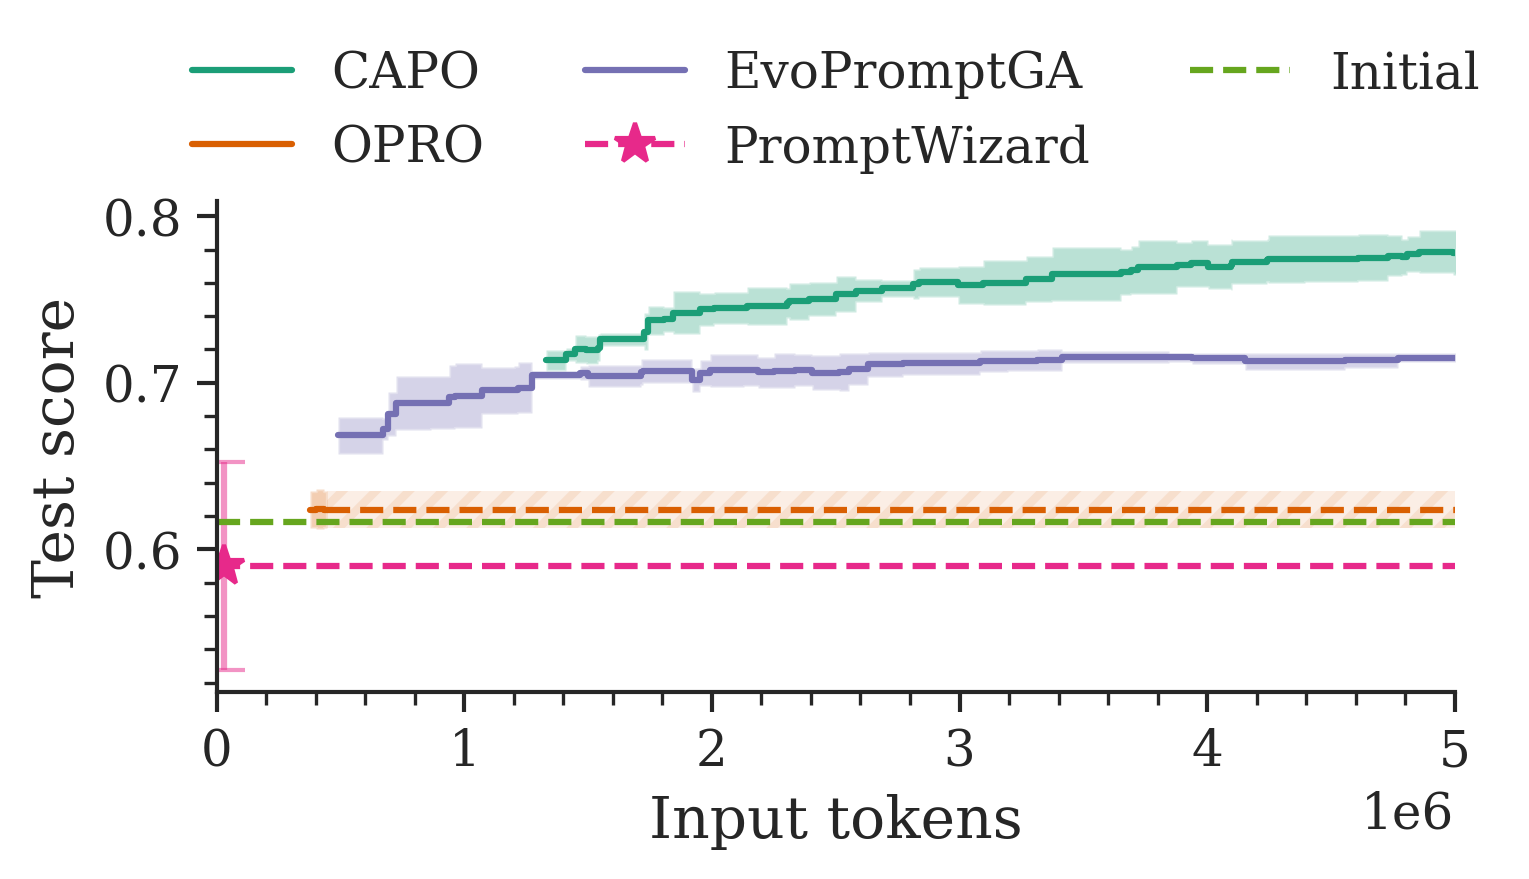 CAPO EvoPromptGA Initial
OPRO PromptWizard
0.8
0.7
0.6
Test score
0 1 2 3 4 5
Input tokens
1e6